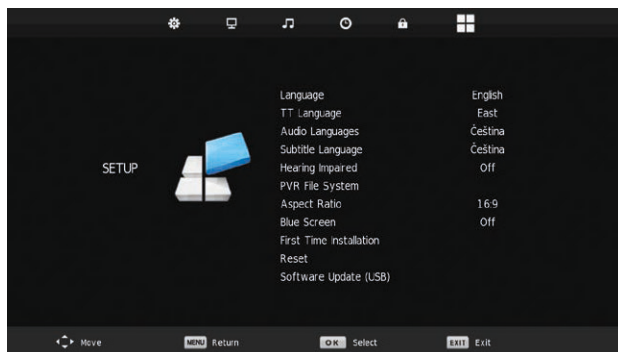 SETUP
Language English
TT Language East
Audio Languages Čeština
Subtitle Language Čeština
Hearing Impaired Off
PVR File System
Aspect Ratio 16:9
Blue Screen Off
First Time Installation
Reset
Software Update (USB)
Move MENU Return OK Select EXIT Exit